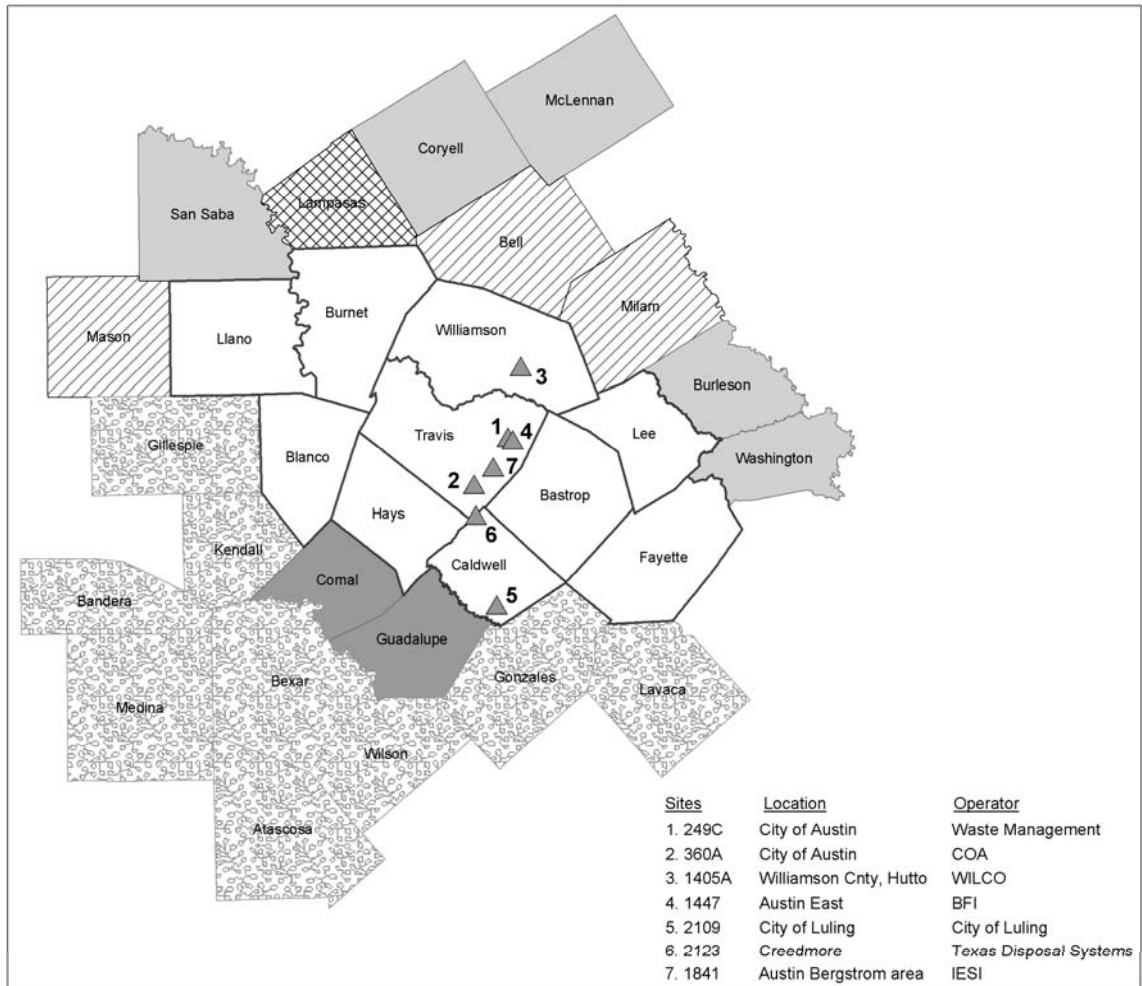 McLennan
Coryell
San Saba
Lampasas
Bell
Milam
Mason
Llano
Burnet
Williamson
3
Burleson
Gillespie
Blanco
Travis
1
4
Lee
Washington
7
2
Bastrop
Hays
Kendall
6
Fayette
Comal
Caldwell
Bandera
5
Guadalupe
Bexar
Gonzales
Lavaca
Medina
Wilson
Atascosa
Sites Location Operator
1. 249C City of Austin Waste Management
2. 360A City of Austin COA
3. 1405A Williamson Cnty, Hutto WILCO
4. 1447 Austin East BFI
5. 2109 City of Luling City of Luling
6. 2123 Creedmore Texas Disposal Systems
7. 1841 Austin Bergstrom area IESI